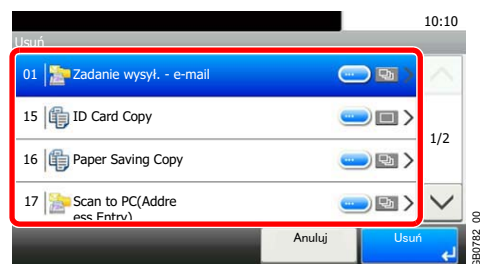 10:10
Usuń
01 Zadanie wysył. - e-mail
15 ID Card Copy
16 Paper Saving Copy
1/2
17 Scan to PC(Addre
ess Entry)
Anuluj
Usuń
GB0782_00